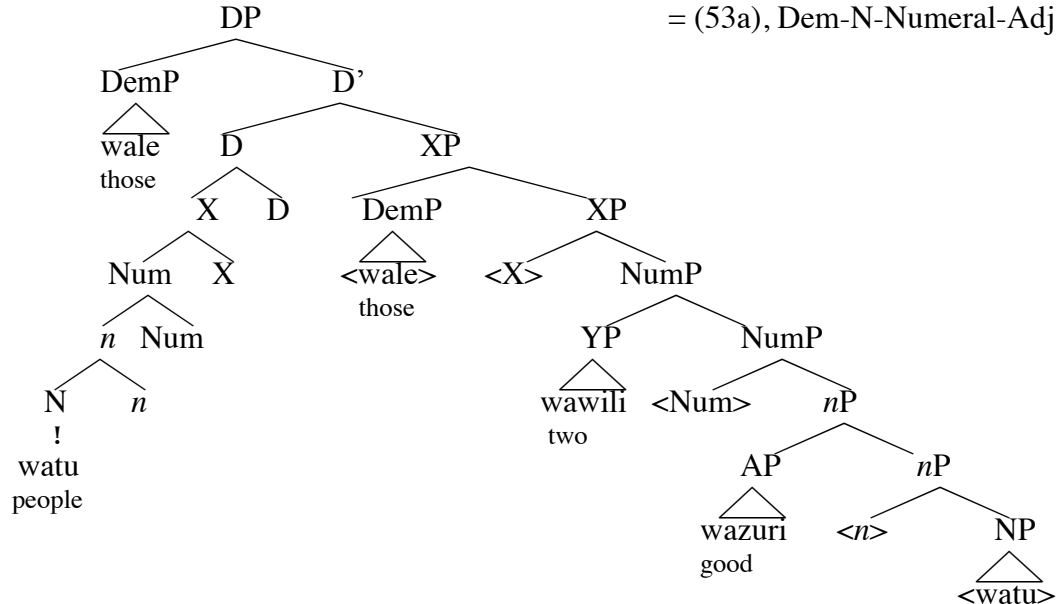 DP = (53a), Dem-N-Numeral-Adj
DemP D’
wale D XP
those
X D DemP XP
Num X <wale> <X> NumP
those
n Num YP NumP
N n wawili <Num> nP
! two
watu AP nP
people
wazuri <n> NP
good
<watu>